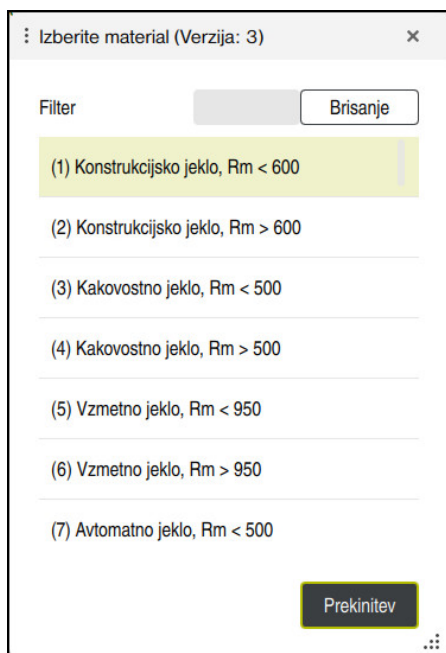 Izberite material (Verzija: 3)
Filter
Brisanje
(1) Konstrukcijsko jeklo, Rm < 600
(2) Konstrukcijsko jeklo, Rm > 600
(3) Kakovostno jeklo, Rm < 500
(4) Kakovostno jeklo, Rm > 500
(5) Vzmetno jeklo, Rm < 950
(6) Vzmetno jeklo, Rm > 950
(7) Avtomatno jeklo, Rm < 500
Prekinitev